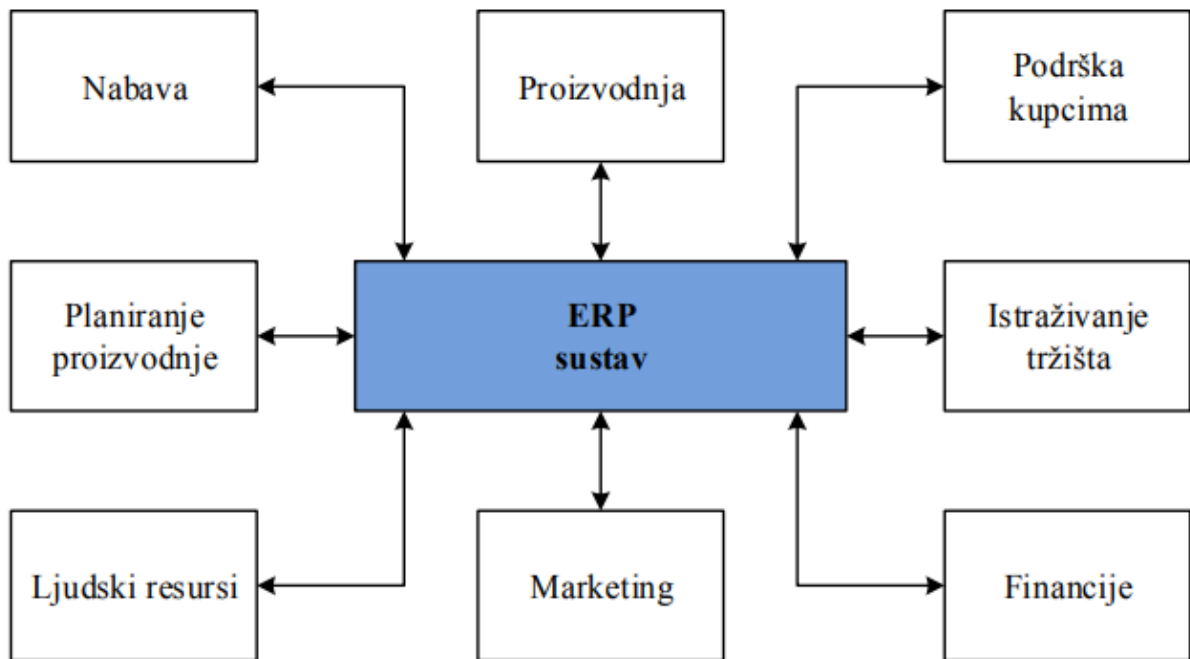 Nabava
Proizvodnja
Podrška
kupcima
Planiranje
proizvodnje
ERP
sustav
Istraživanje
tržišta
Ljudski resursi
Marketing
Financije